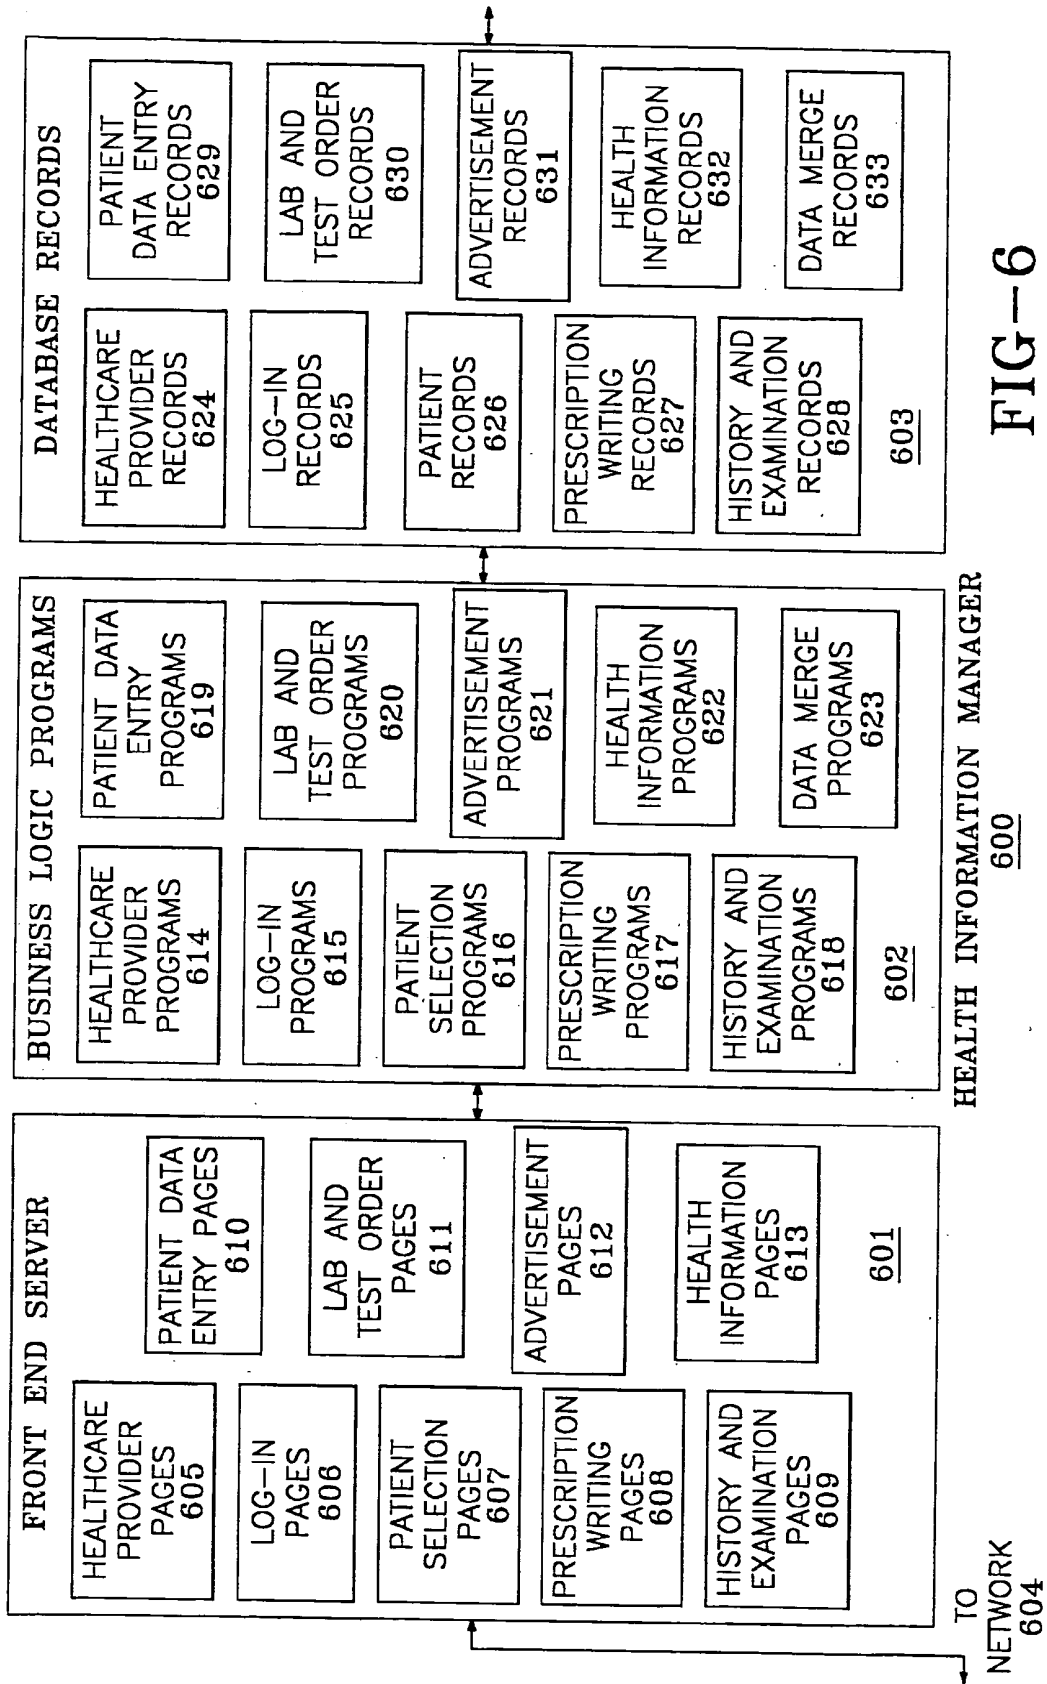 FRONT END SERVER
HEALTHCARE
PROVIDER
PAGES
605
LOG-IN
PAGES
606
PATIENT
SELECTION
PAGES
607
PRESCRIPTION
WRITING
PAGES
608
HISTORY AND
EXAMINATION
PAGES
609
PATIENT DATA
ENTRY PAGES
610
LAB AND
TEST ORDER
PAGES
611
ADVERTISEMENT
PAGES
612
HEALTH
INFORMATION
PAGES
613
601
TO
NETWORK
604
BUSINESS LOGIC PROGRAMS
HEALTHCARE
PROVIDER
PROGRAMS
614
LOG-IN
PROGRAMS
615
PATIENT
SELECTION
PROGRAMS
616
PRESCRIPTION
WRITING
PROGRAMS
617
HISTORY AND
EXAMINATION
PROGRAMS
618
PATIENT DATA
ENTRY
PROGRAMS
619
LAB AND
TEST ORDER
PROGRAMS
620
ADVERTISEMENT
PROGRAMS
621
HEALTH
INFORMATION
PROGRAMS
622
DATA MERGE
PROGRAMS
623
602
DATABASE RECORDS
HEALTHCARE
PROVIDER
RECORDS
624
LOG-IN
RECORDS
625
PATIENT
RECORDS
626
PRESCRIPTION
WRITING
RECORDS
627
HISTORY AND
EXAMINATION
RECORDS
628
PATIENT
DATA ENTRY
RECORDS
629
LAB AND
TEST ORDER
RECORDS
630
ADVERTISEMENT
RECORDS
631
HEALTH
INFORMATION
RECORDS
632
DATA MERGE
RECORDS
633
603
HEALTH INFORMATION MANAGER
600
FIG-6